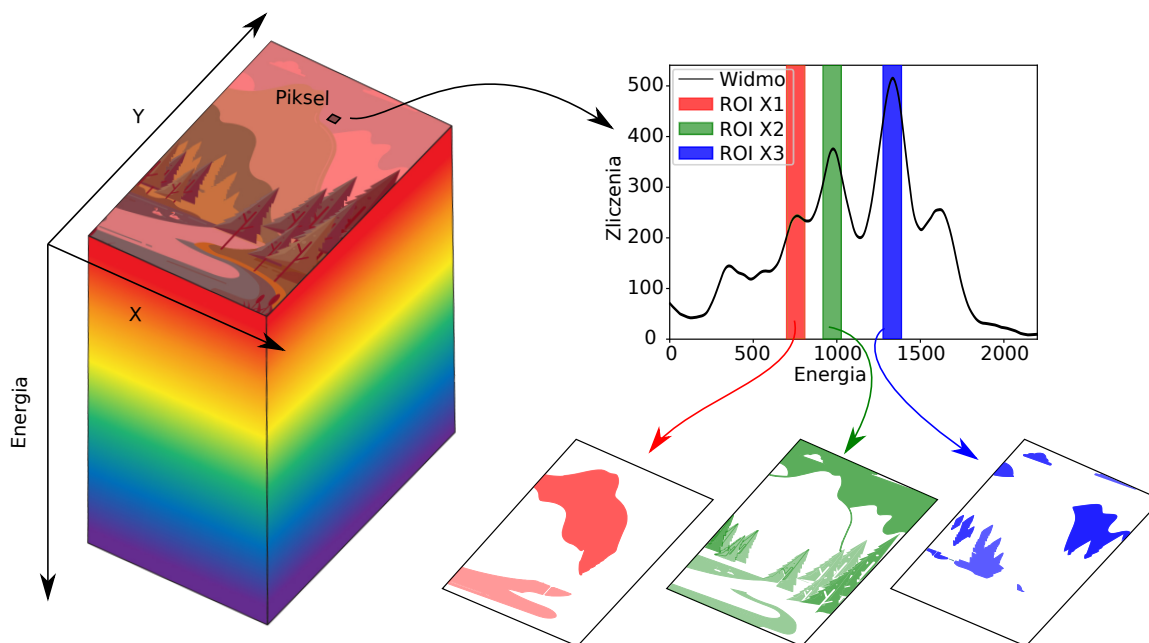 Y
Piksel
X
Energia
Widmo
ROI X1
ROI X2
ROI X3
Zliczenia
500
400
300
200
100
0
0
500
1000
1500
2000
Energia